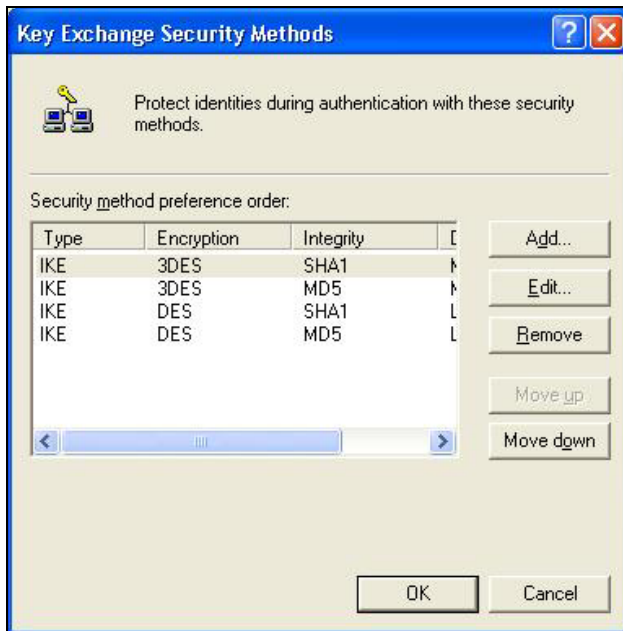 Key Exchange Security Methods
Protect identities during authentication with these security
methods.
Security method preference order:
Type Encryption Integrity
IKE 3DES SHA1
IKE 3DES MD5
IKE DES SHA1
IKE DES MD5
Add...
Edit...
Remove
Move up
Move down
OK Cancel